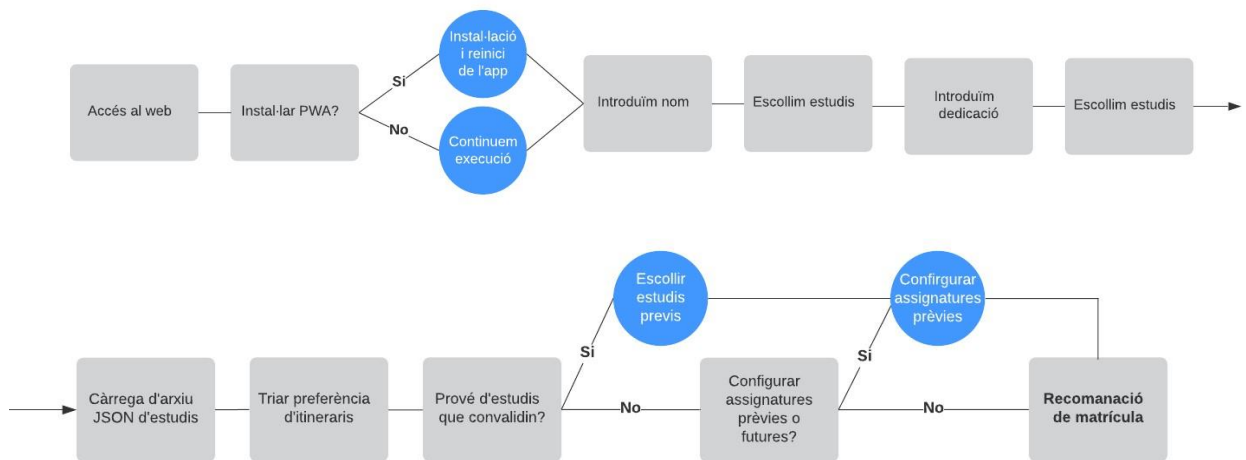 Accés al web
Instal·lar PWA?
Si
No
Instal·lació
i reinici
de l'app
Continuem
execució
Introduïm nom
Escollim estudis
Introduïm
dedicació
Escollim estudis
Càrrega d'arxiu
JSON d'estudis
Triar preferència
d'itineraris
Prové d'estudis
que convalidin?
Si
No
Escollir
estudis
previs
Configurar
assignatures
prèvies o
futures?
Si
No
Confirgurar
assignatures
prèvies
Recomanació
de matrícula